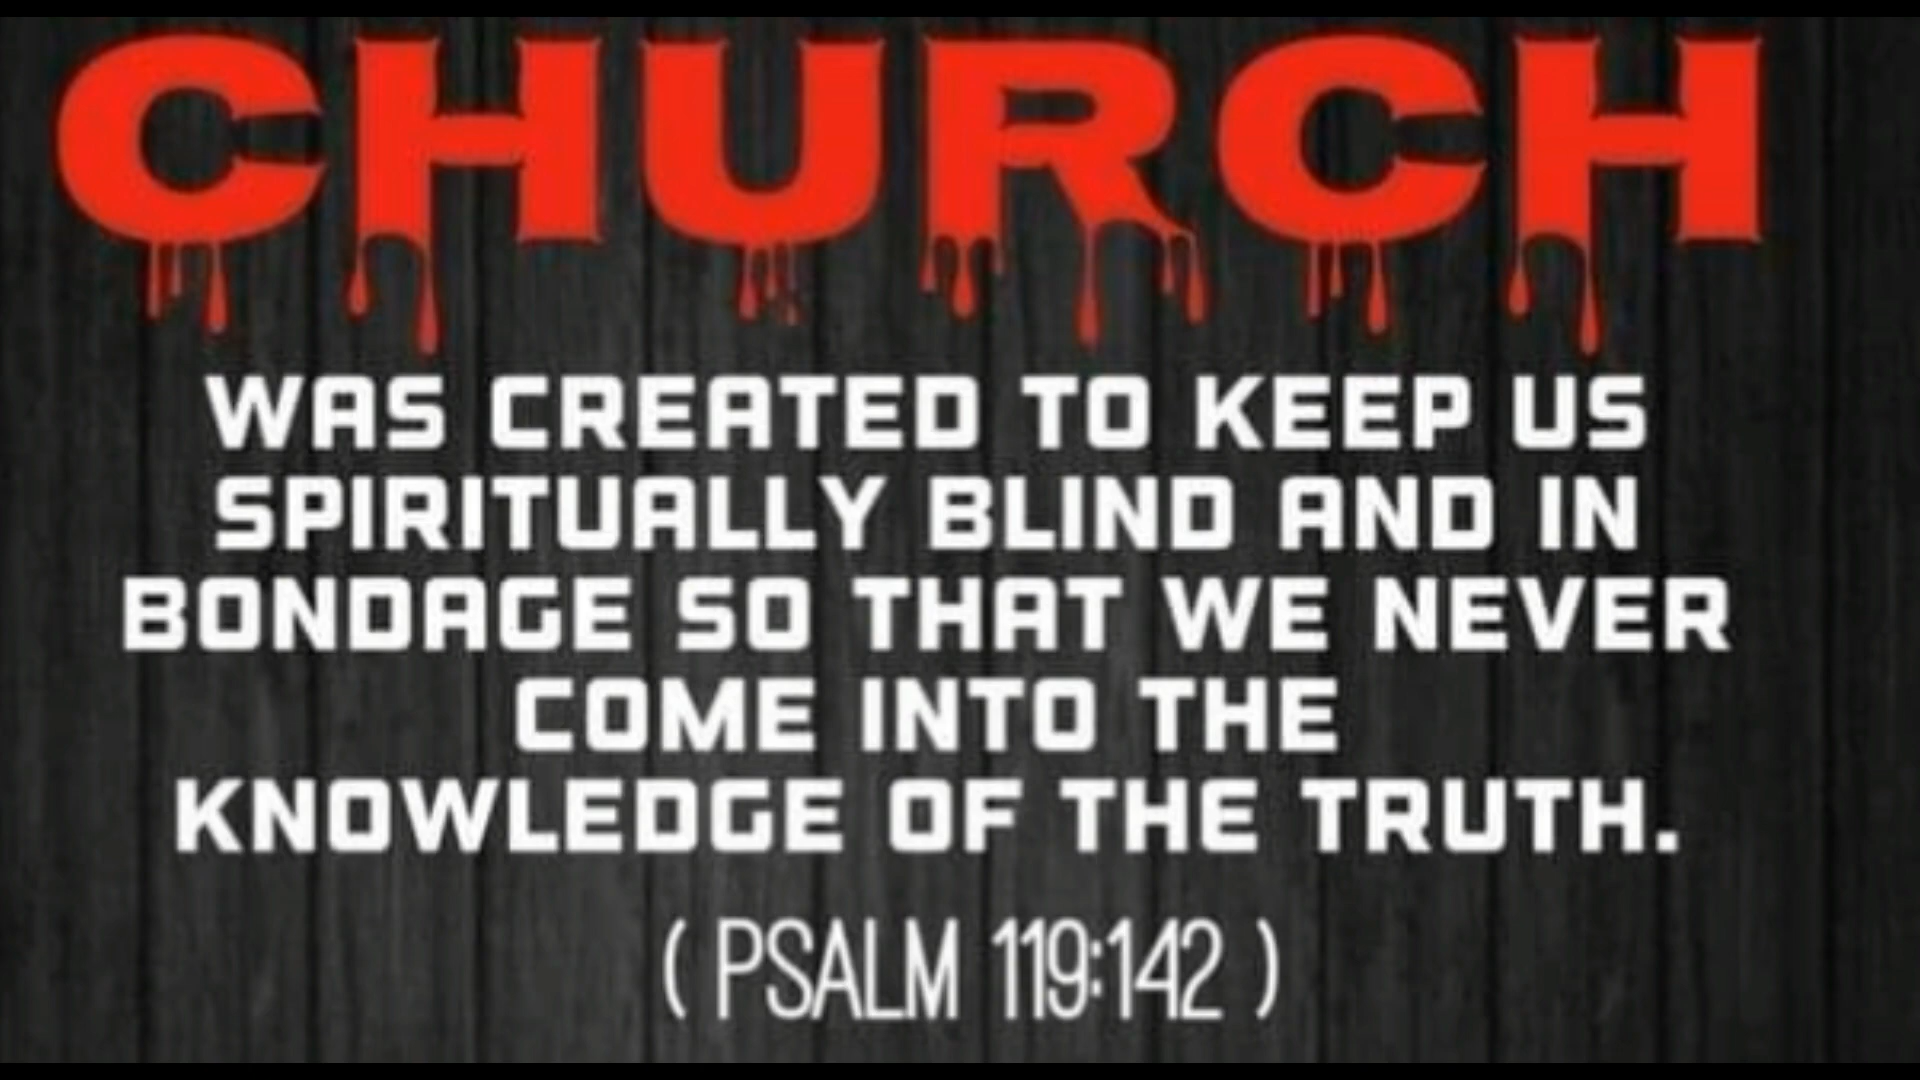 CHURCH
WAS CREATED TO KEEP US
SPIRITUALLY BLIND AND IN
BONDAGE SO THAT WE NEVER
COME INTO THE
KNOWLEDGE OF THE TRUTH.
( PSALM 119:142 )